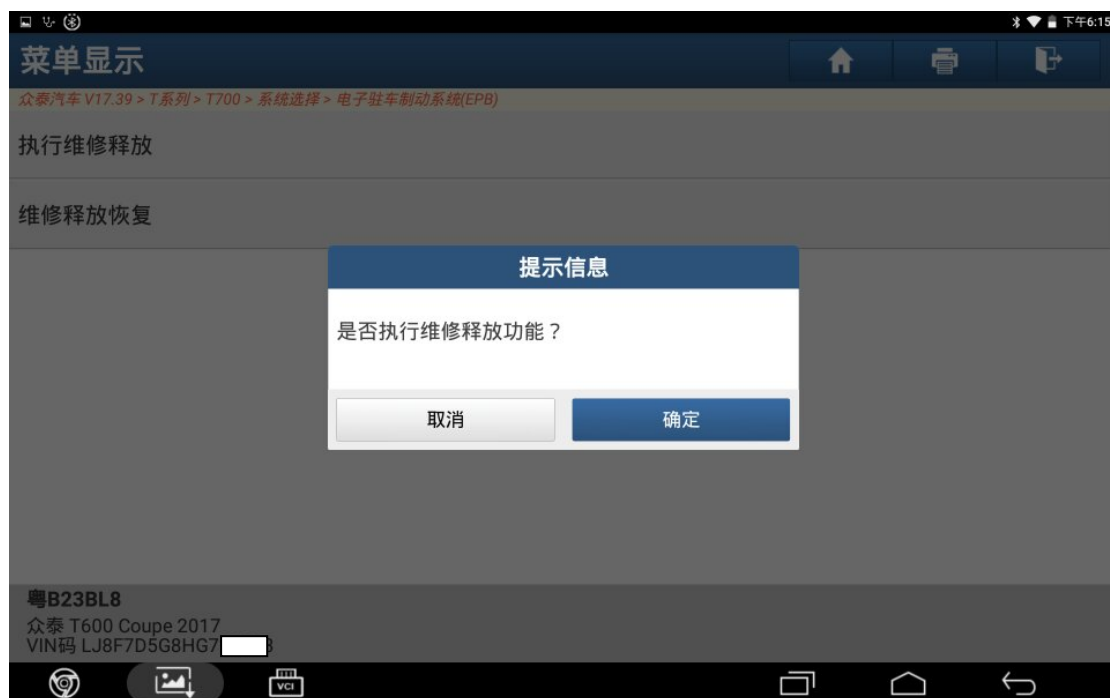 下午6:15
菜单显示
众泰汽车 V17.39 > T系列 > T700 > 系统选择 > 电子驻车制动系统(EPB)
执行维修释放
维修释放恢复
提示信息
是否执行维修释放功能？
取消
确定
粤B23BL8
众泰 T600 Coupe 2017
VIN码 LJ8F7D5G8HG7
VCI